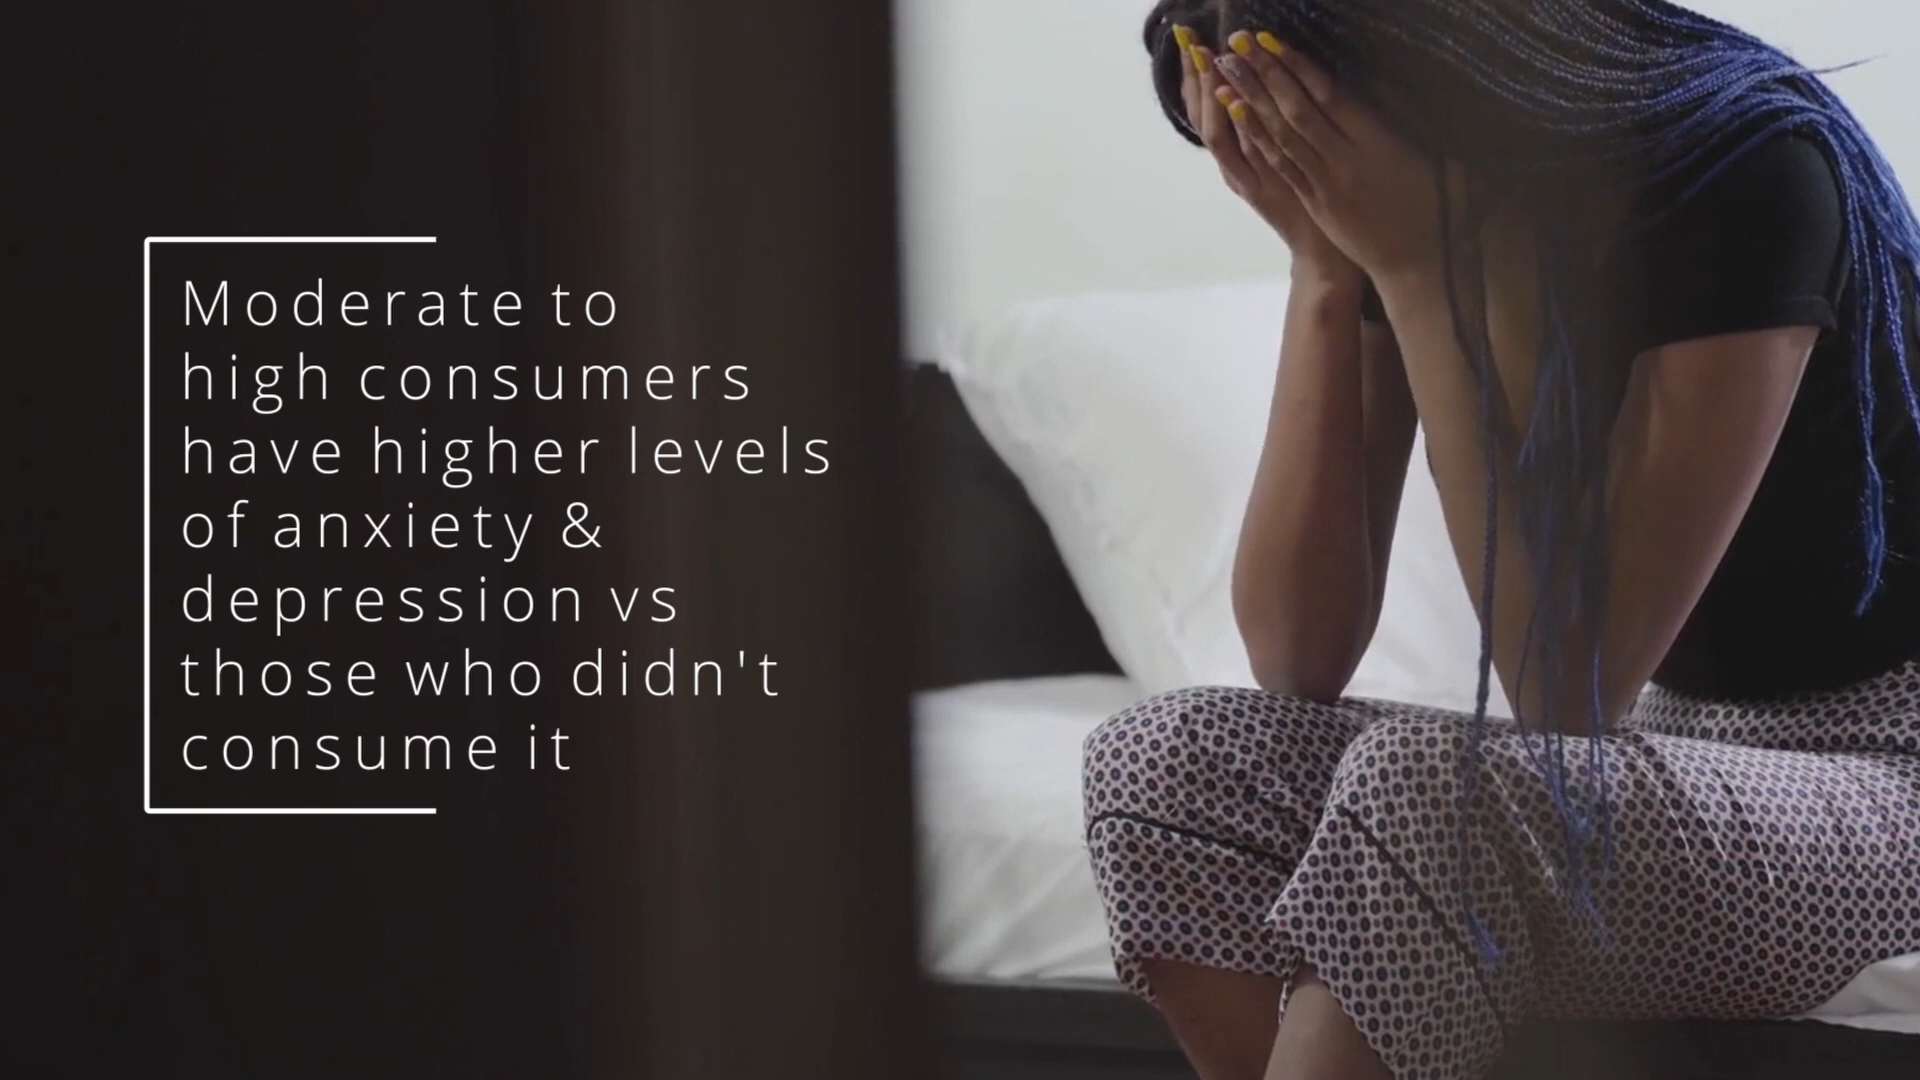 Moderate to
high consumers
have higher levels
of anxiety &
depression vs
those who didn't
consume it